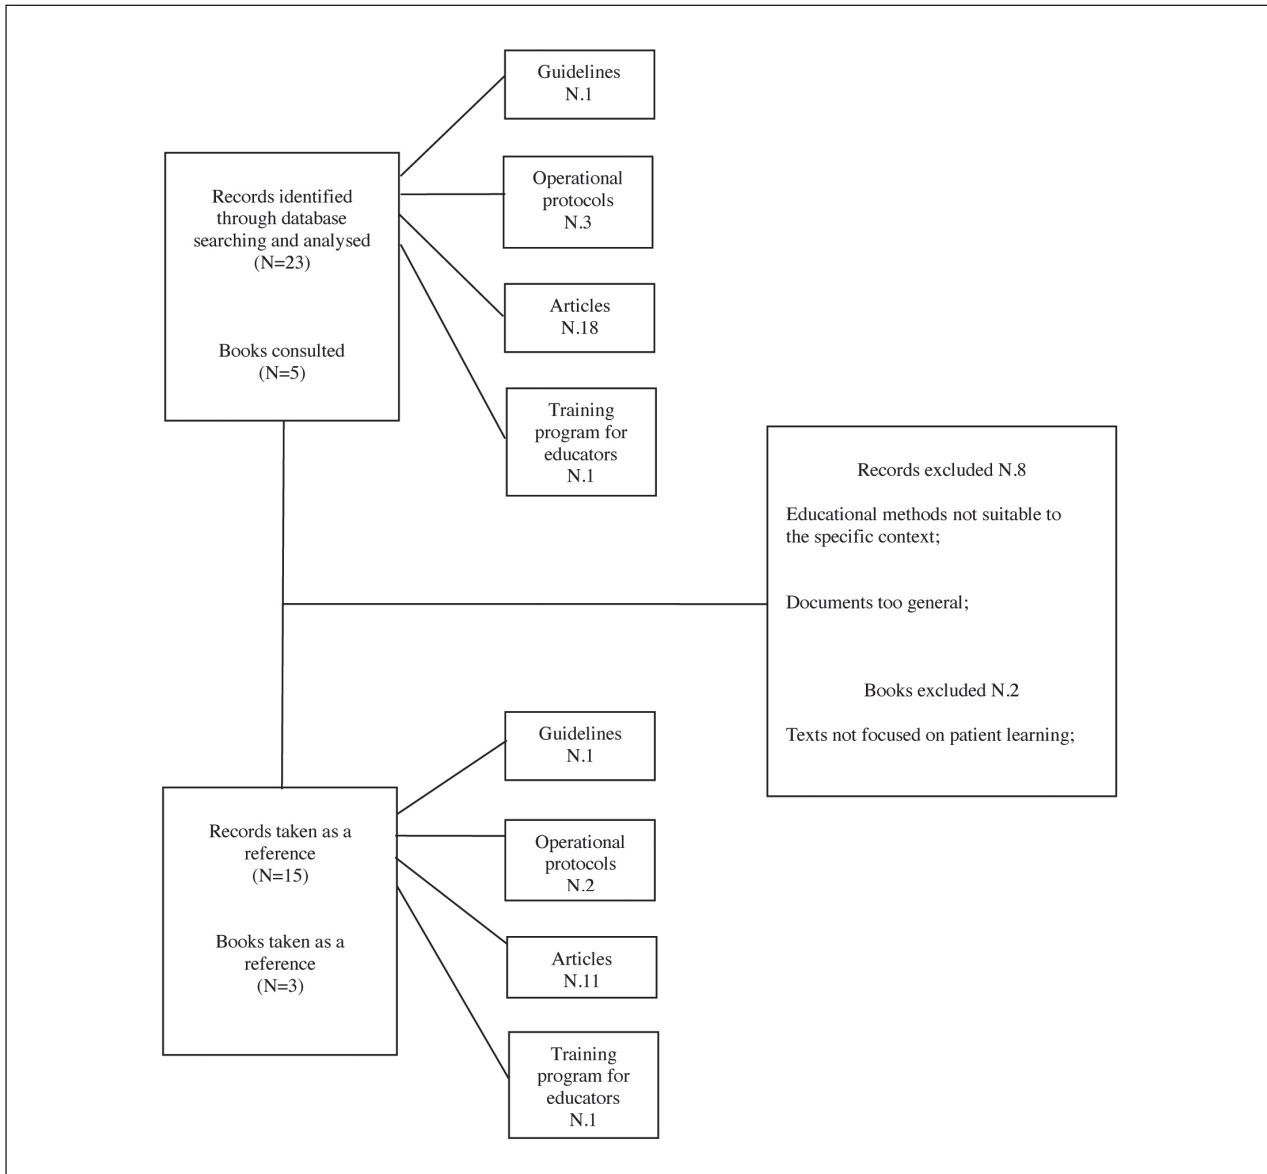 Guidelines
N.1
Records identified
through database
searching and analysed
(N=23)
Books consulted
(N=5)
Operational
protocols
N.3
Articles
N.18
Training
program for
educators
N.1
Records excluded N.8
Educational methods not suitable to
the specific context;
Documents too general;
Books excluded N.2
Texts not focused on patient learning;
Records taken as a
reference
(N=15)
Books taken as a
reference
(N=3)
Guidelines
N.1
Operational
protocols
N.2
Articles
N.11
Training
program for
educators
N.1